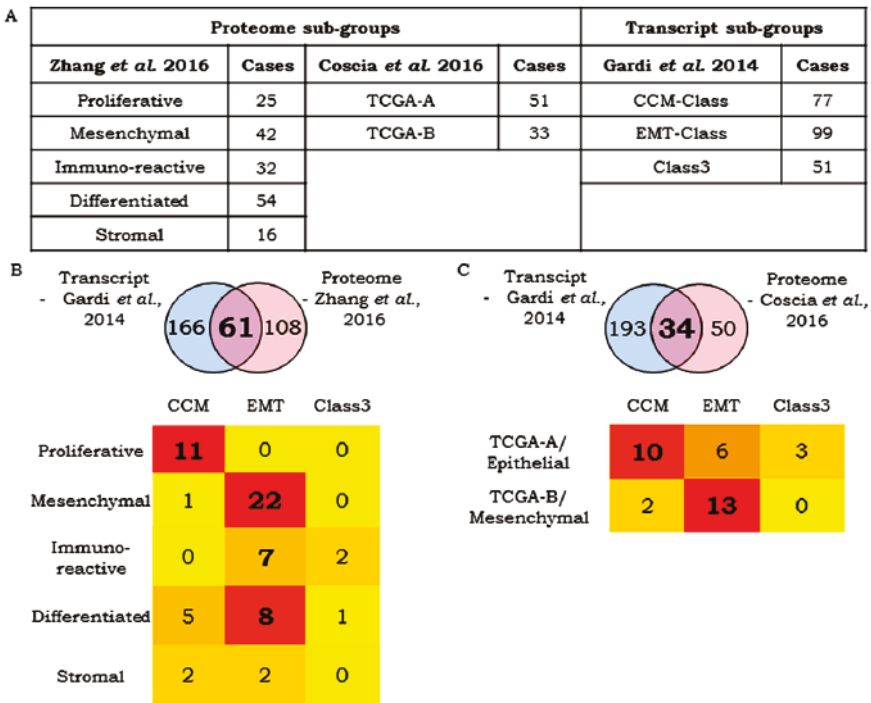 A
Proteome sub-groups Transcript sub-groups
Zhang et al. 2016 Cases Coscia et al. 2016 Cases Gardi et al. 2014 Cases
Proliferative 25 TCGA-A 51 CCM-Class 77
Mesenchymal 42 TCGA-B 33 EMT-Class 99
Immuno-reactive 32 Class3 51
Differentiated 54
Stromal 16
B
Transcript
- Gardi et al.,
2014
166 61 108
Proteome
- Zhang et al.,
2016
CCM EMT Class3
Proliferative 11 0 0
Mesenchymal 1 22 0
Immuno-
reactive 0 7 2
Differentiated 5 8 1
Stromal 2 2 0
C
Transcipt
- Gardi et al.,
2014
193 34 50
Proteome
- Coscia et al.,
2016
CCM EMT Class3
TCGA-A/
Epithelial 10 6 3
TCGA-B/
Mesenchymal 2 13 0